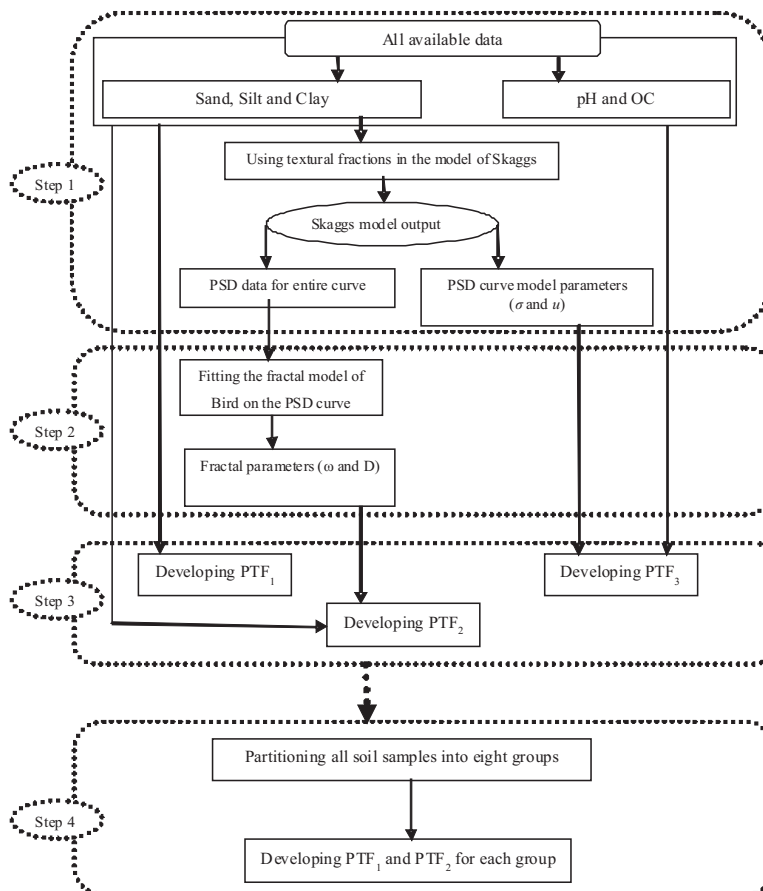 All available data
Sand, Silt and Clay
pH and OC
Using textural fractions in the model of Skaggs
Step 1
Skaggs model output
PSD data for entire curve
PSD curve model parameters
(σ and u)
Fitting the fractal model of
Bird on the PSD curve
Step 2
Fractal parameters (ω and D)
Developing PTF1
Developing PTF3
Step 3
Developing PTF2
Partitioning all soil samples into eight groups
Step 4
Developing PTF1 and PTF2 for each group